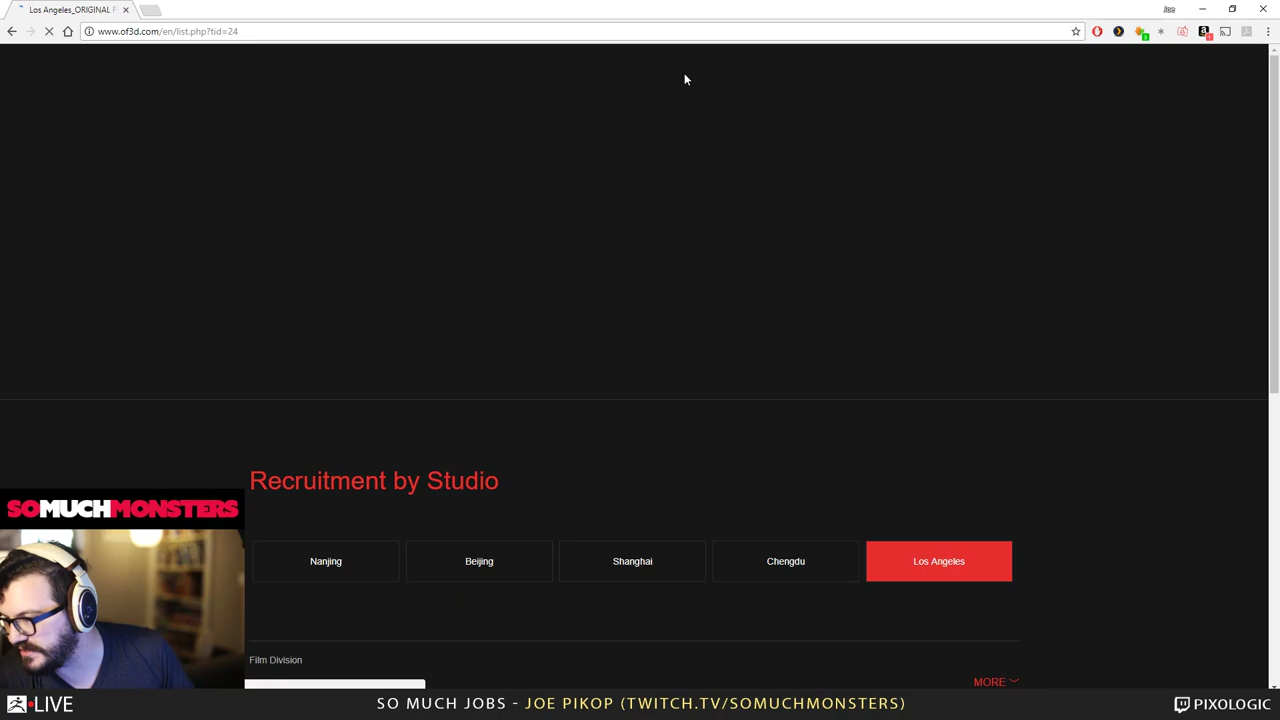 Los Angeles_ORIGINAL F
Joe
www.of3d.com/en/list.php?tid=24
Recruitment by Studio
Nanjing
Beijing
Shanghai
Chengdu
Los Angeles
Film Division
MORE
SOMUCHMONSTERS
LIVE
SO MUCH JOBS - JOE PIKOP (TWITCH.TV/SOMUCHMONSTERS)
PIXOLOGIC